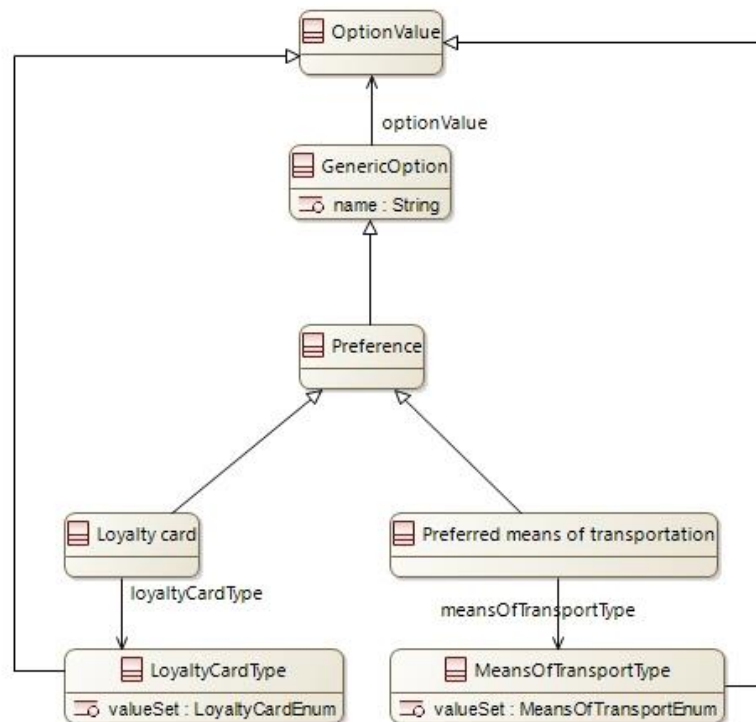 OptionValue
optionValue
GenericOption
name : String
Preference
Loyalty card
Preferred means of transportation
loyaltyCardType
meansOfTransportType
LoyaltyCardType
MeansOfTransportType
valueSet : LoyaltyCardEnum
valueSet : MeansOfTransportEnum